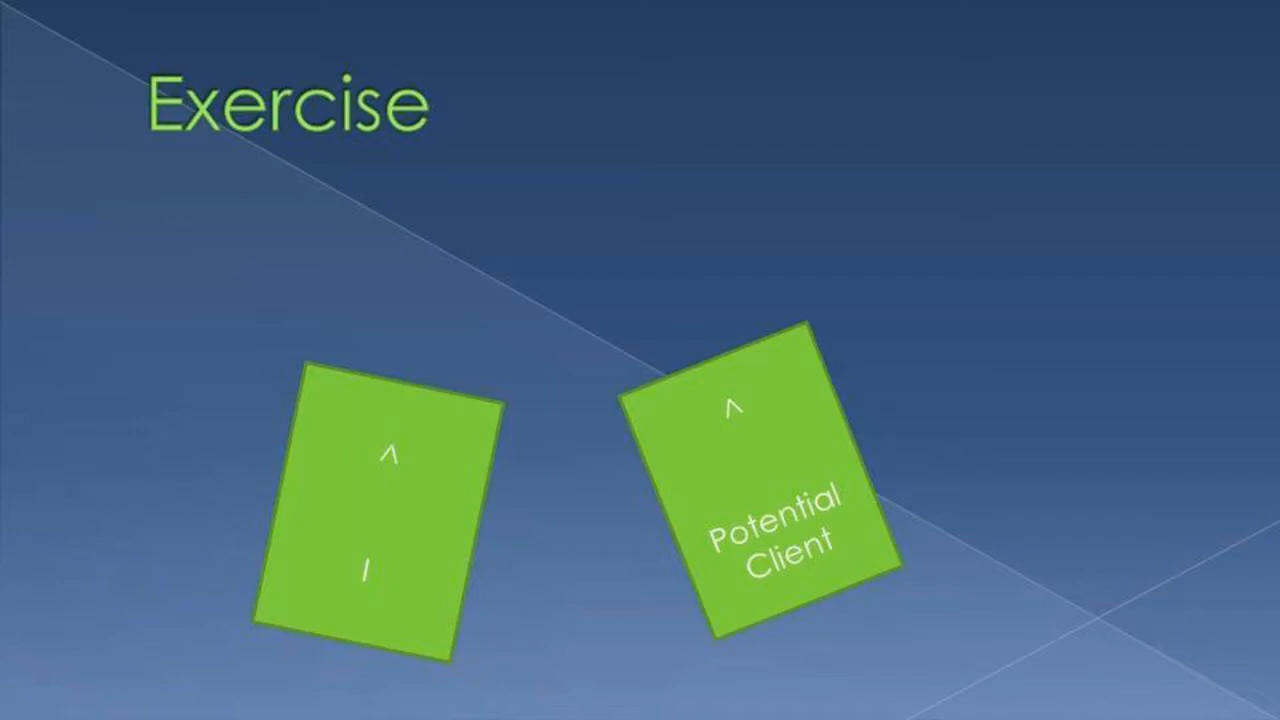 Exercise
^
I
^
Potential
Client